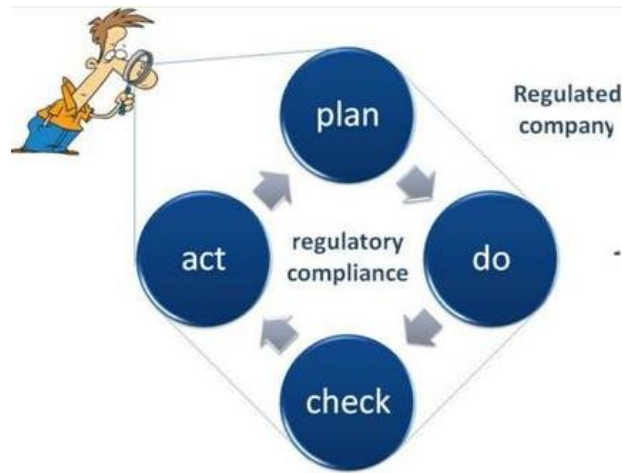 plan
Regulated
company
act
regulatory
compliance
do
check